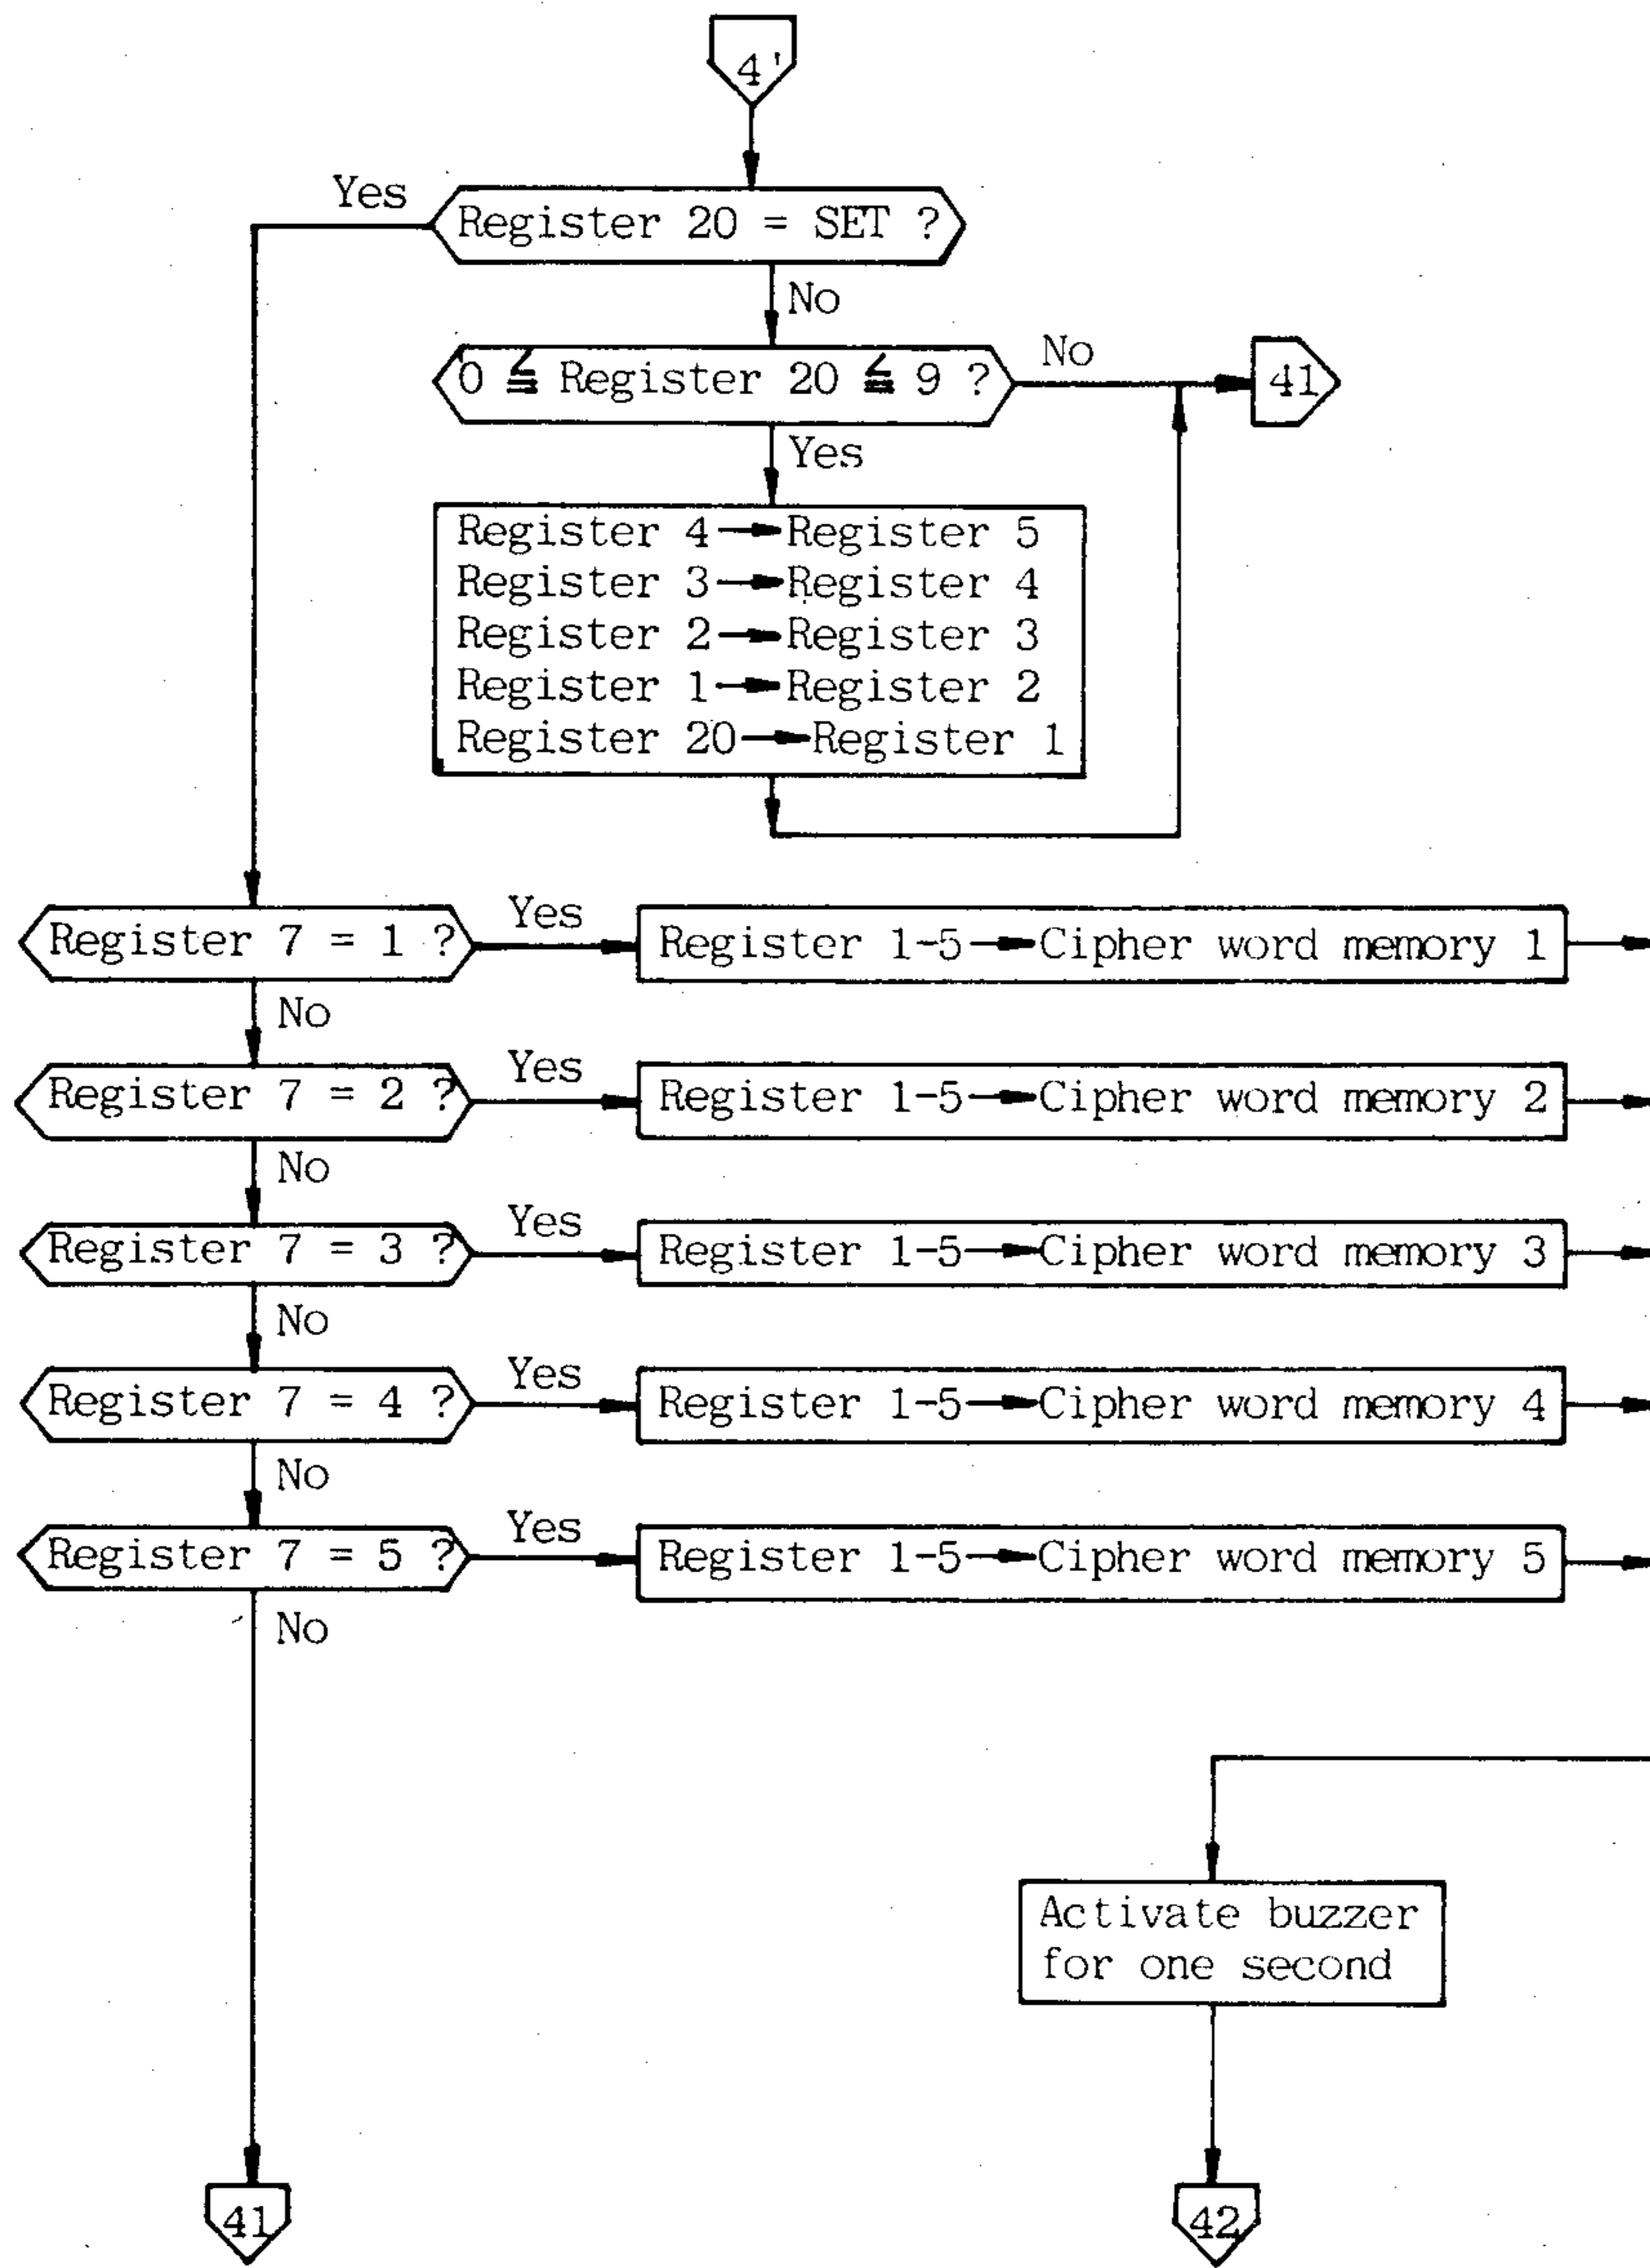 4'
Yes
Register 20 = SET ?
No
0 ≦ Register 20 ≦ 9 ?
No
41
Yes
Register 4→Register 5
Register 3→Register 4
Register 2→Register 3
Register 1→Register 2
Register 20→Register 1
Register 7 = 1 ?
Yes
Register 1-5→Cipher word memory 1
No
Register 7 = 2 ?
Yes
Register 1-5→Cipher word memory 2
No
Register 7 = 3 ?
Yes
Register 1-5→Cipher word memory 3
No
Register 7 = 4 ?
Yes
Register 1-5→Cipher word memory 4
No
Register 7 = 5 ?
Yes
Register 1-5→Cipher word memory 5
No
Activate buzzer
for one second
41
42